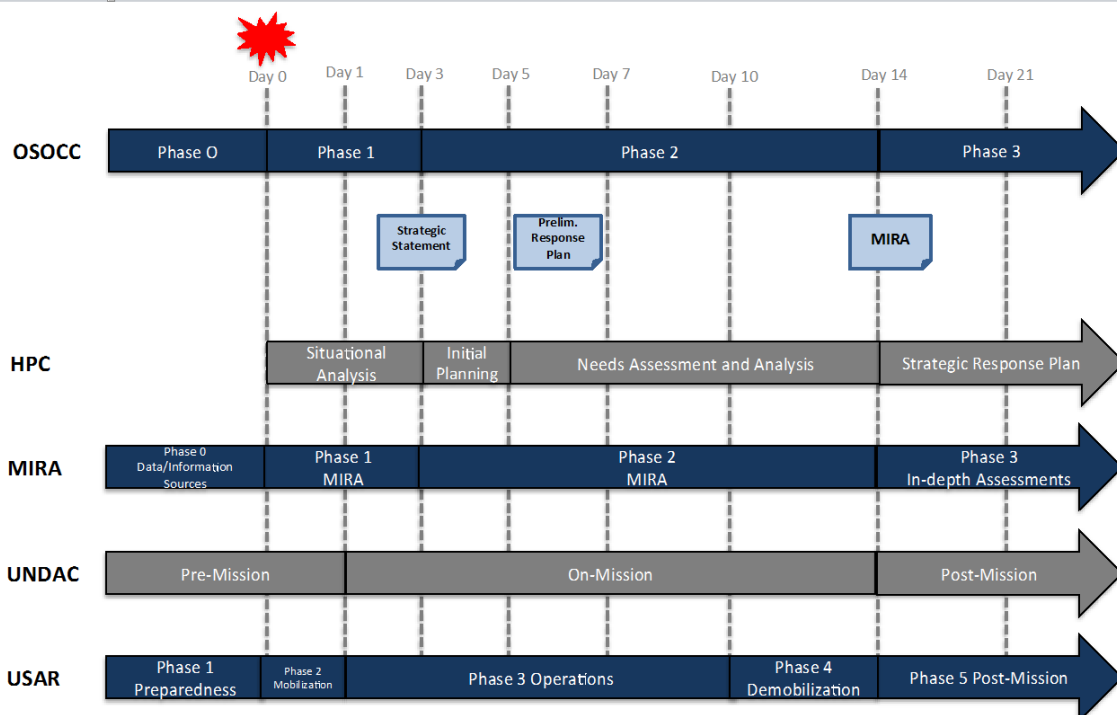 Day 0
Day 1
Day 3
Day 5
Day 7
Day 10
Day 14
Day 21
OSOCC
Phase 0
Phase 1
Phase 2
Phase 3
Strategic
Statement
Prelim.
Response
Plan
MIRA
HPC
Situational
Analysis
Initial
Planning
Needs Assessment and Analysis
Strategic Response Plan
MIRA
Phase 0
Data/Information
Sources
Phase 1
MIRA
Phase 2
MIRA
Phase 3
In-depth Assessments
UNDAC
Pre-Mission
On-Mission
Post-Mission
USAR
Phase 1
Preparedness
Phase 2
Mobilization
Phase 3 Operations
Phase 4
Demobilization
Phase 5 Post-Mission